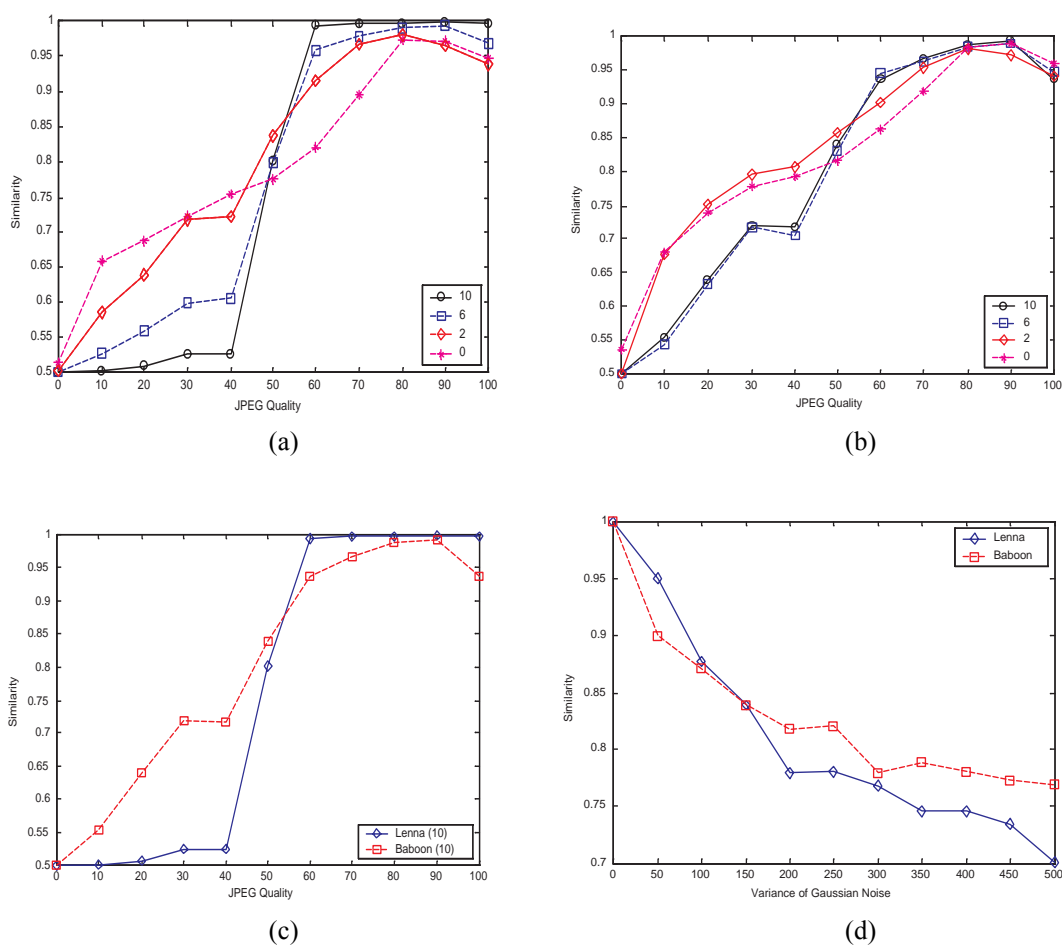 1
0.95
0.9
0.85
0.8
0.75
0.7
0.65
0.6
0.55
0.5
Similarity
0 10 20 30 40 50 60 70 80 90 100
JPEG Quality
10
6
2
0
(a)
1
0.95
0.9
0.85
0.8
0.75
0.7
0.65
0.6
0.55
0.5
Similarity
0 10 20 30 40 50 60 70 80 90 100
JPEG Quality
10
6
2
0
(b)
1
0.95
0.9
0.85
0.8
0.75
0.7
0.65
0.6
0.55
0.5
Similarity
0 10 20 30 40 50 60 70 80 90 100
JPEG Quality
Lenna (10)
Baboon (10)
(c)
1
0.95
0.9
0.85
0.8
0.75
0.7
Similarity
0 50 100 150 200 250 300 350 400 450 500
Variance of Gaussian Noise
Lenna
Baboon
(d)